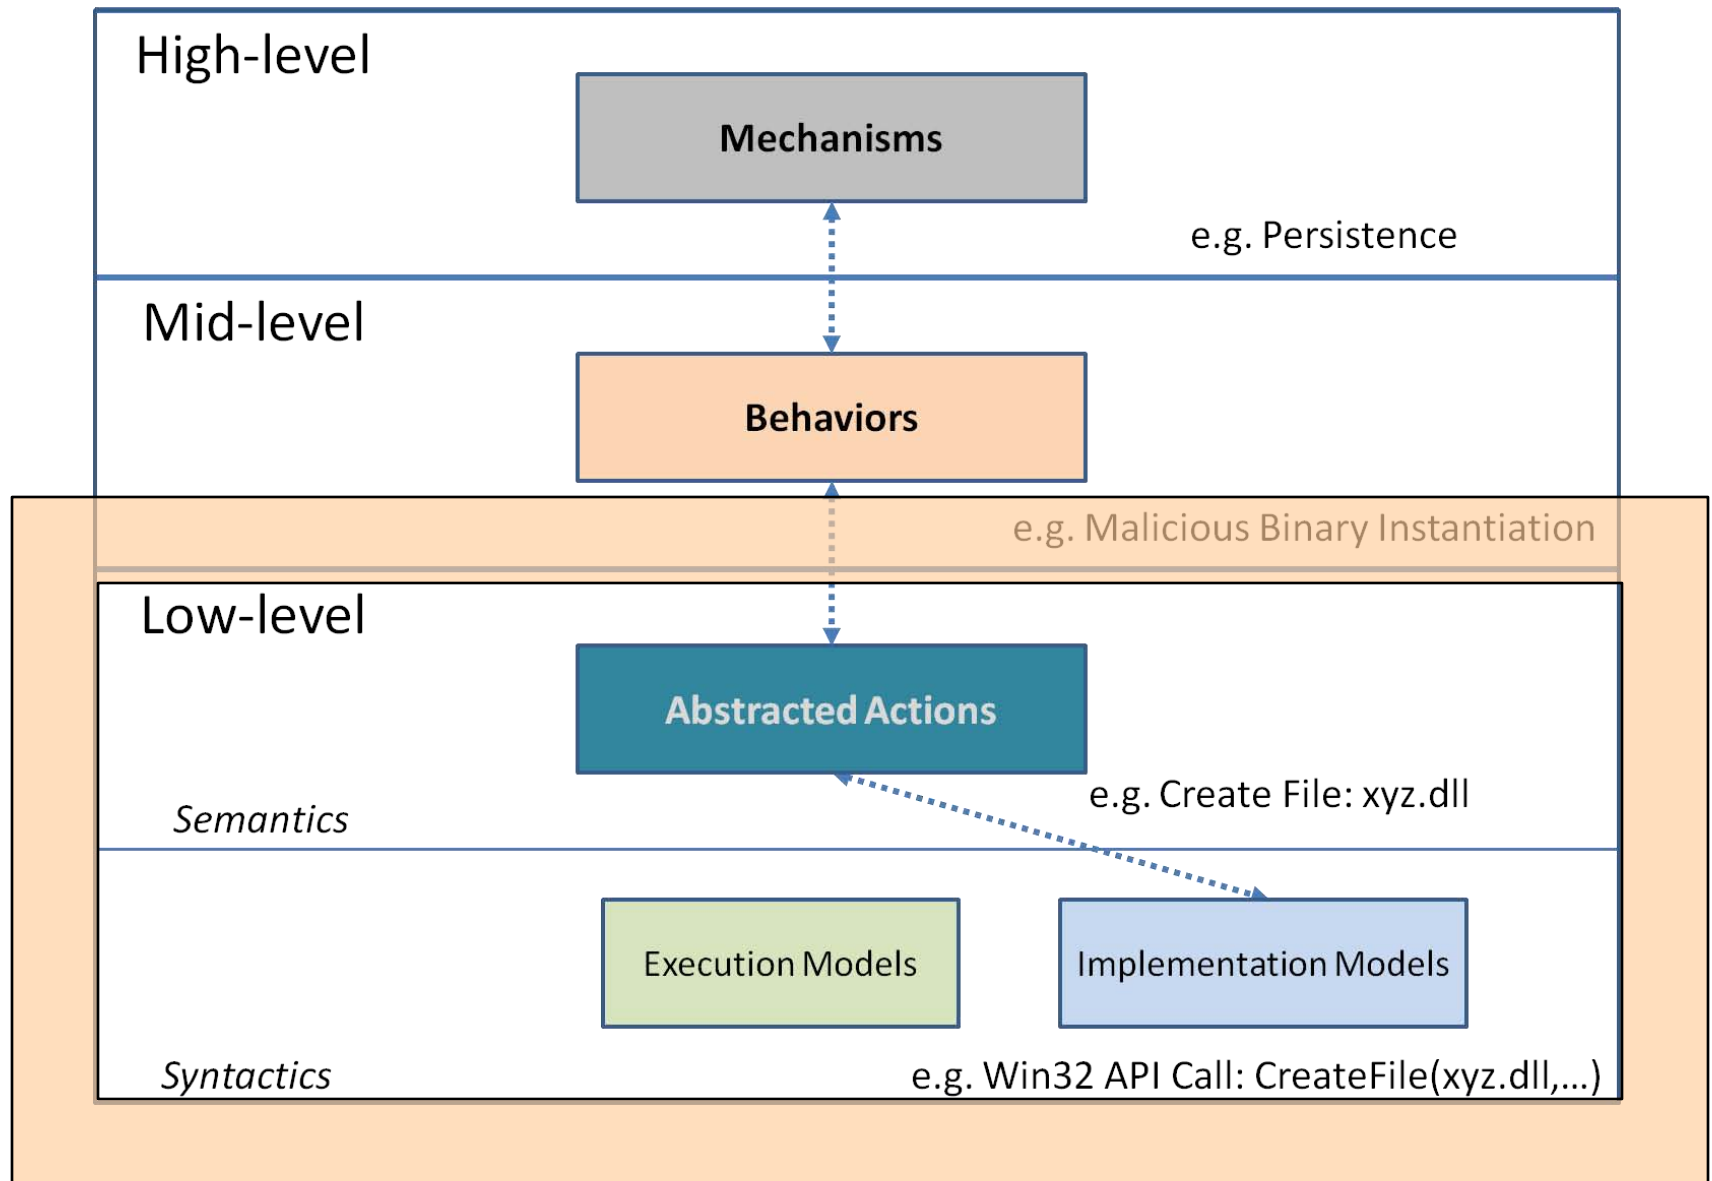 High-level
Mechanisms
e.g. Persistence
Mid-level
Behaviors
e.g. Malicious Binary Instantiation
Low-level
Abstracted Actions
e.g. Create File: xyz.dll
Semantics
Execution Models
Implementation Models
Syntactics
e.g. Win32 API Call: CreateFile(xyz.dll,…)